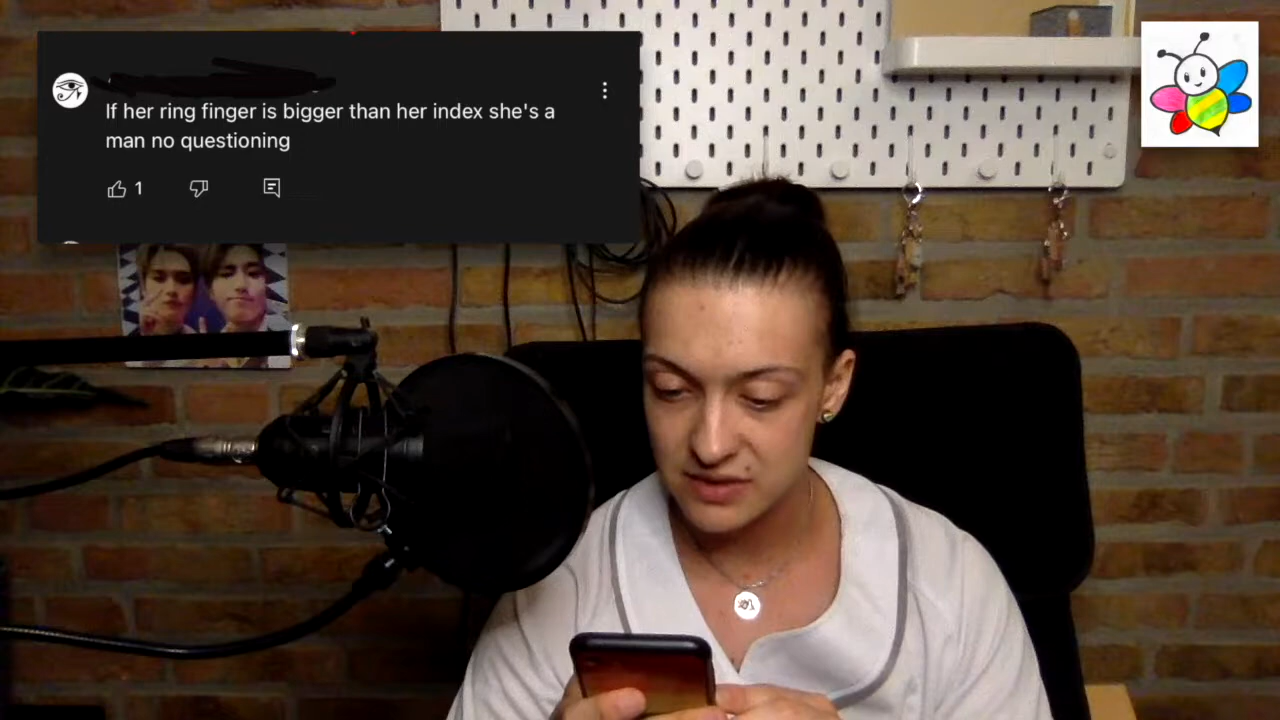 If her ring finger is bigger than her index she's a
man no questioning
1